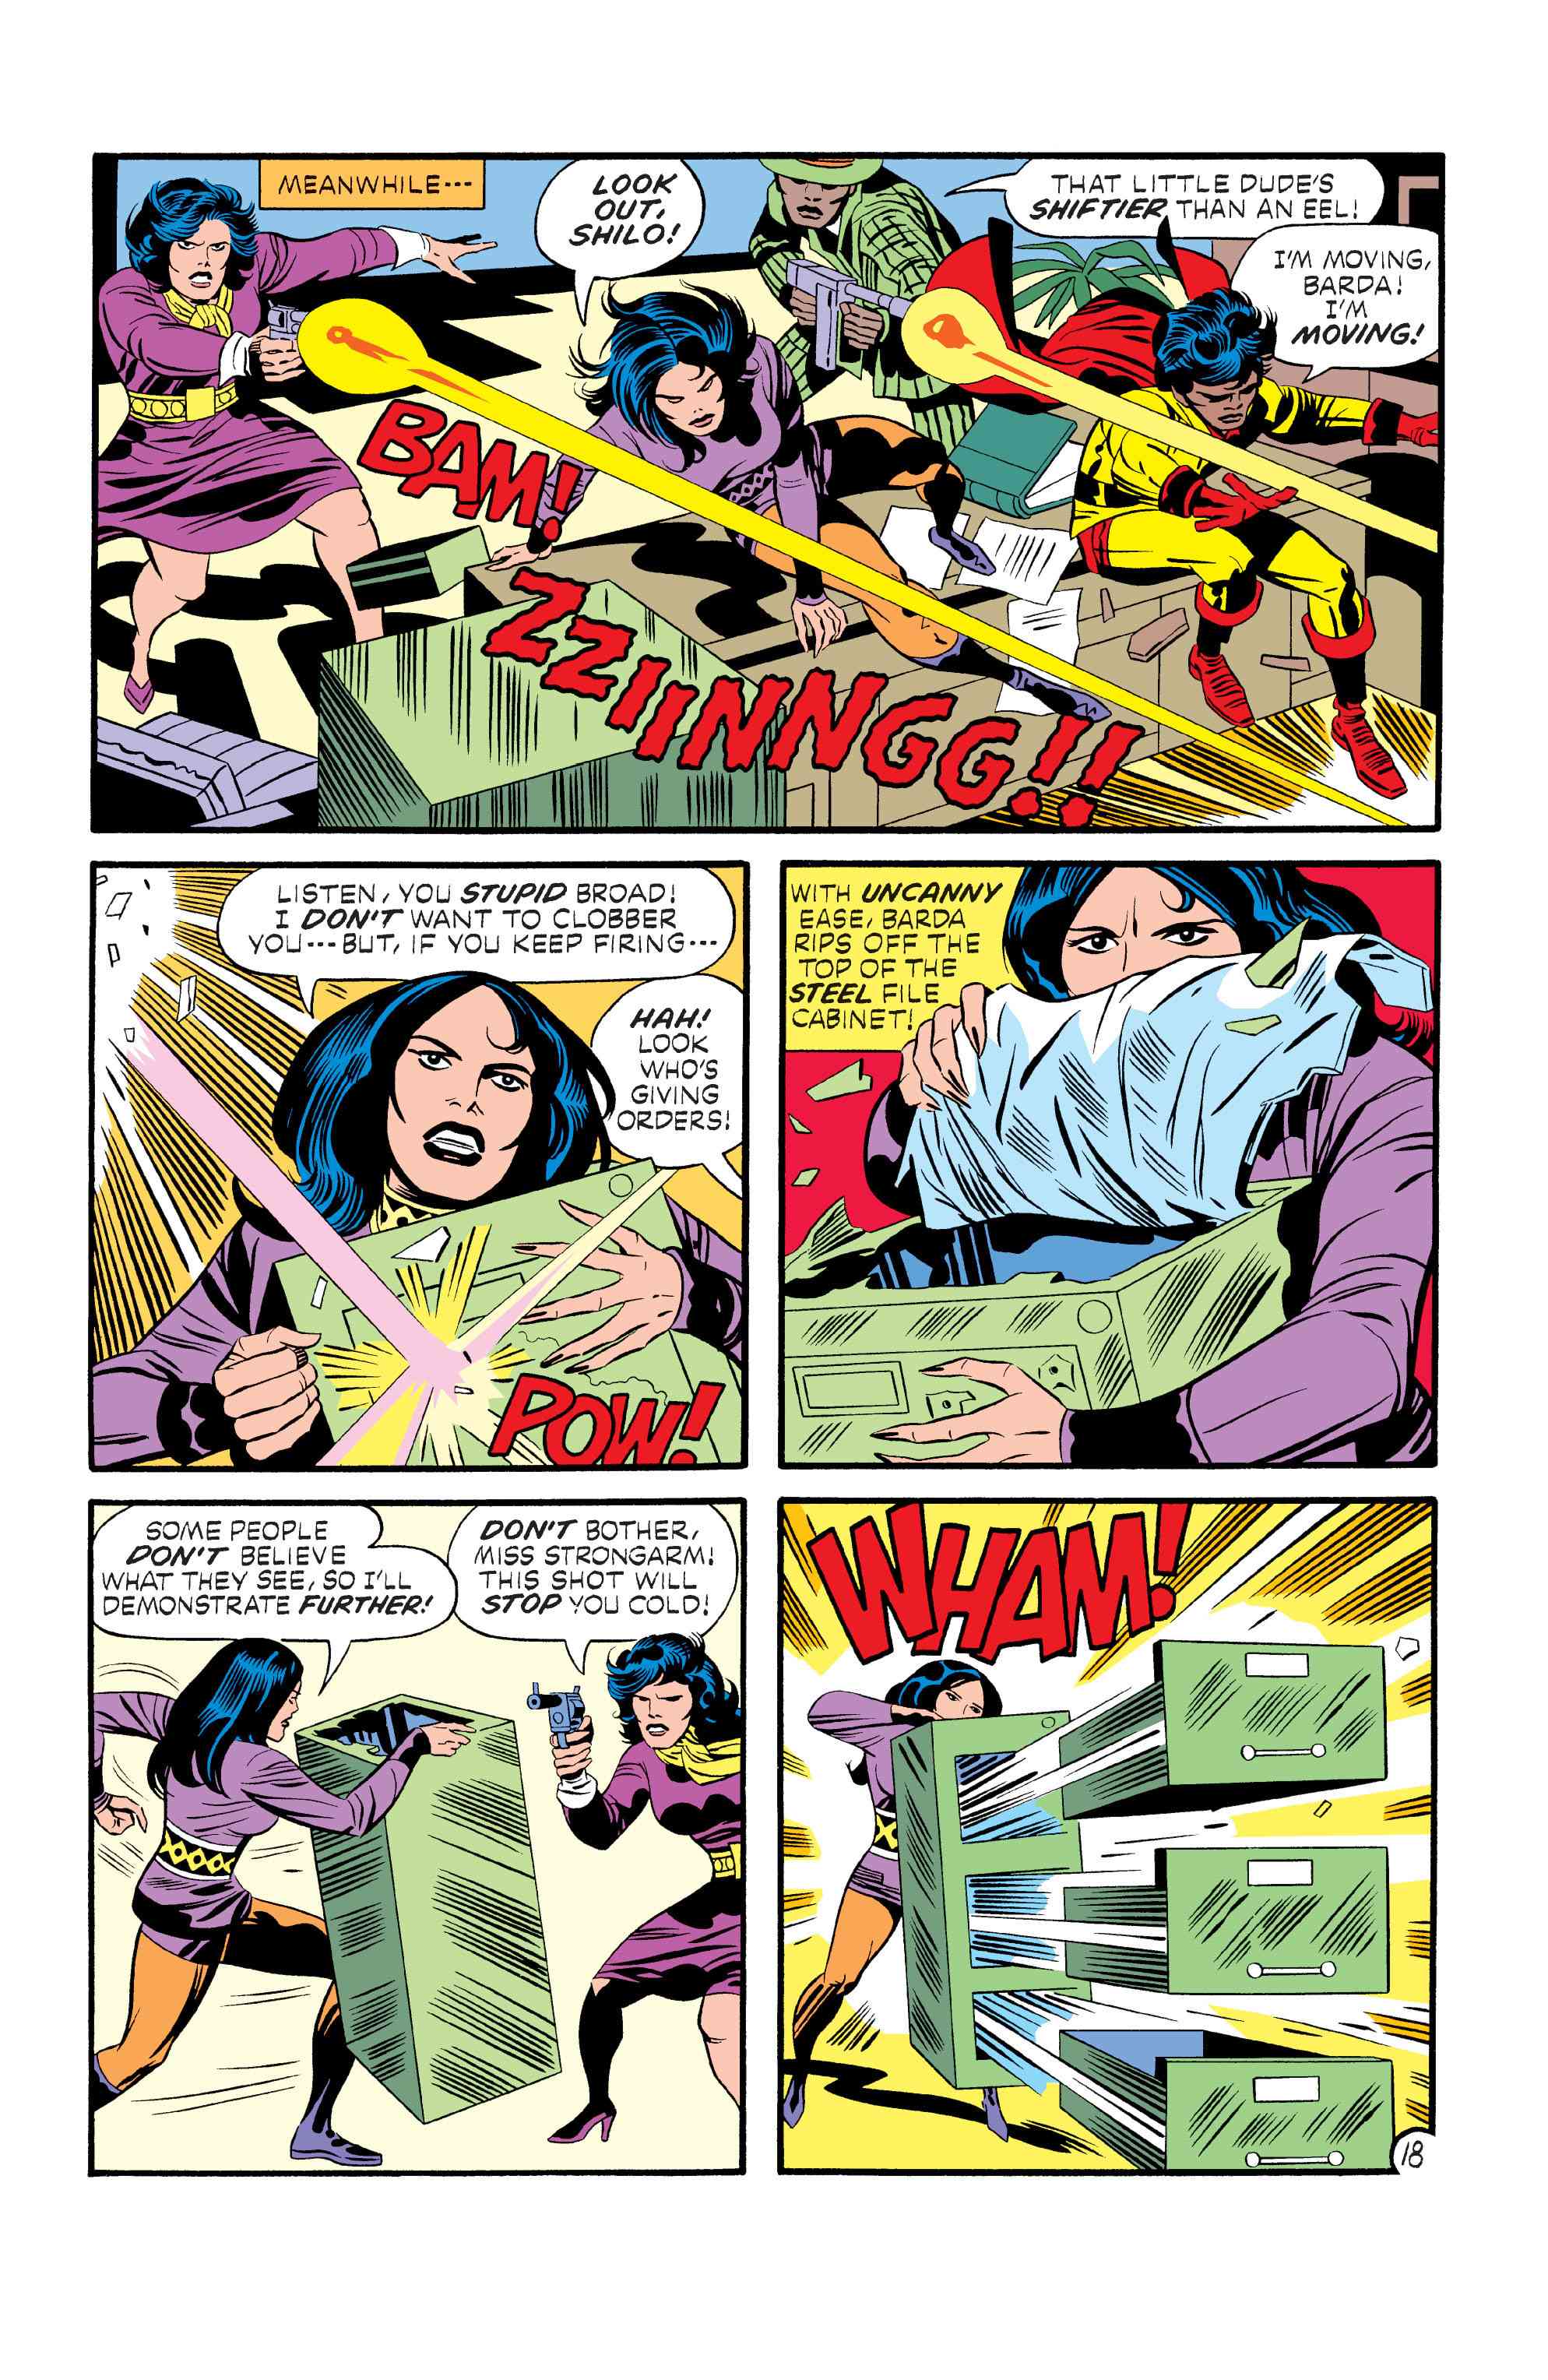 MEANWHILE---
LOOK
OUT,
SHILO!
THAT LITTLE DUDE'S
SHIFTIER THAN AN EEL!
I'M MOVING,
BARDA!
I'M
MOVING!
BAM!
ZZIINNGG!!
LISTEN, YOU STUPID BROAD!
I DON'T WANT TO CLOBBER
YOU---BUT, IF YOU KEEP FIRING---
HAH!
LOOK
WHO'S
GIVING
ORDERS!
POW!
WITH UNCANNY
EASE, BARDA
RIPS OFF THE
TOP OF THE
STEEL FILE
CABINET!
SOME PEOPLE
DON'T BELIEVE
WHAT THEY SEE, SO I'LL
DEMONSTRATE FURTHER!
DON'T BOTHER,
MISS STRONGARM!
THIS SHOT WILL
STOP YOU COLD!
WHAM!
18